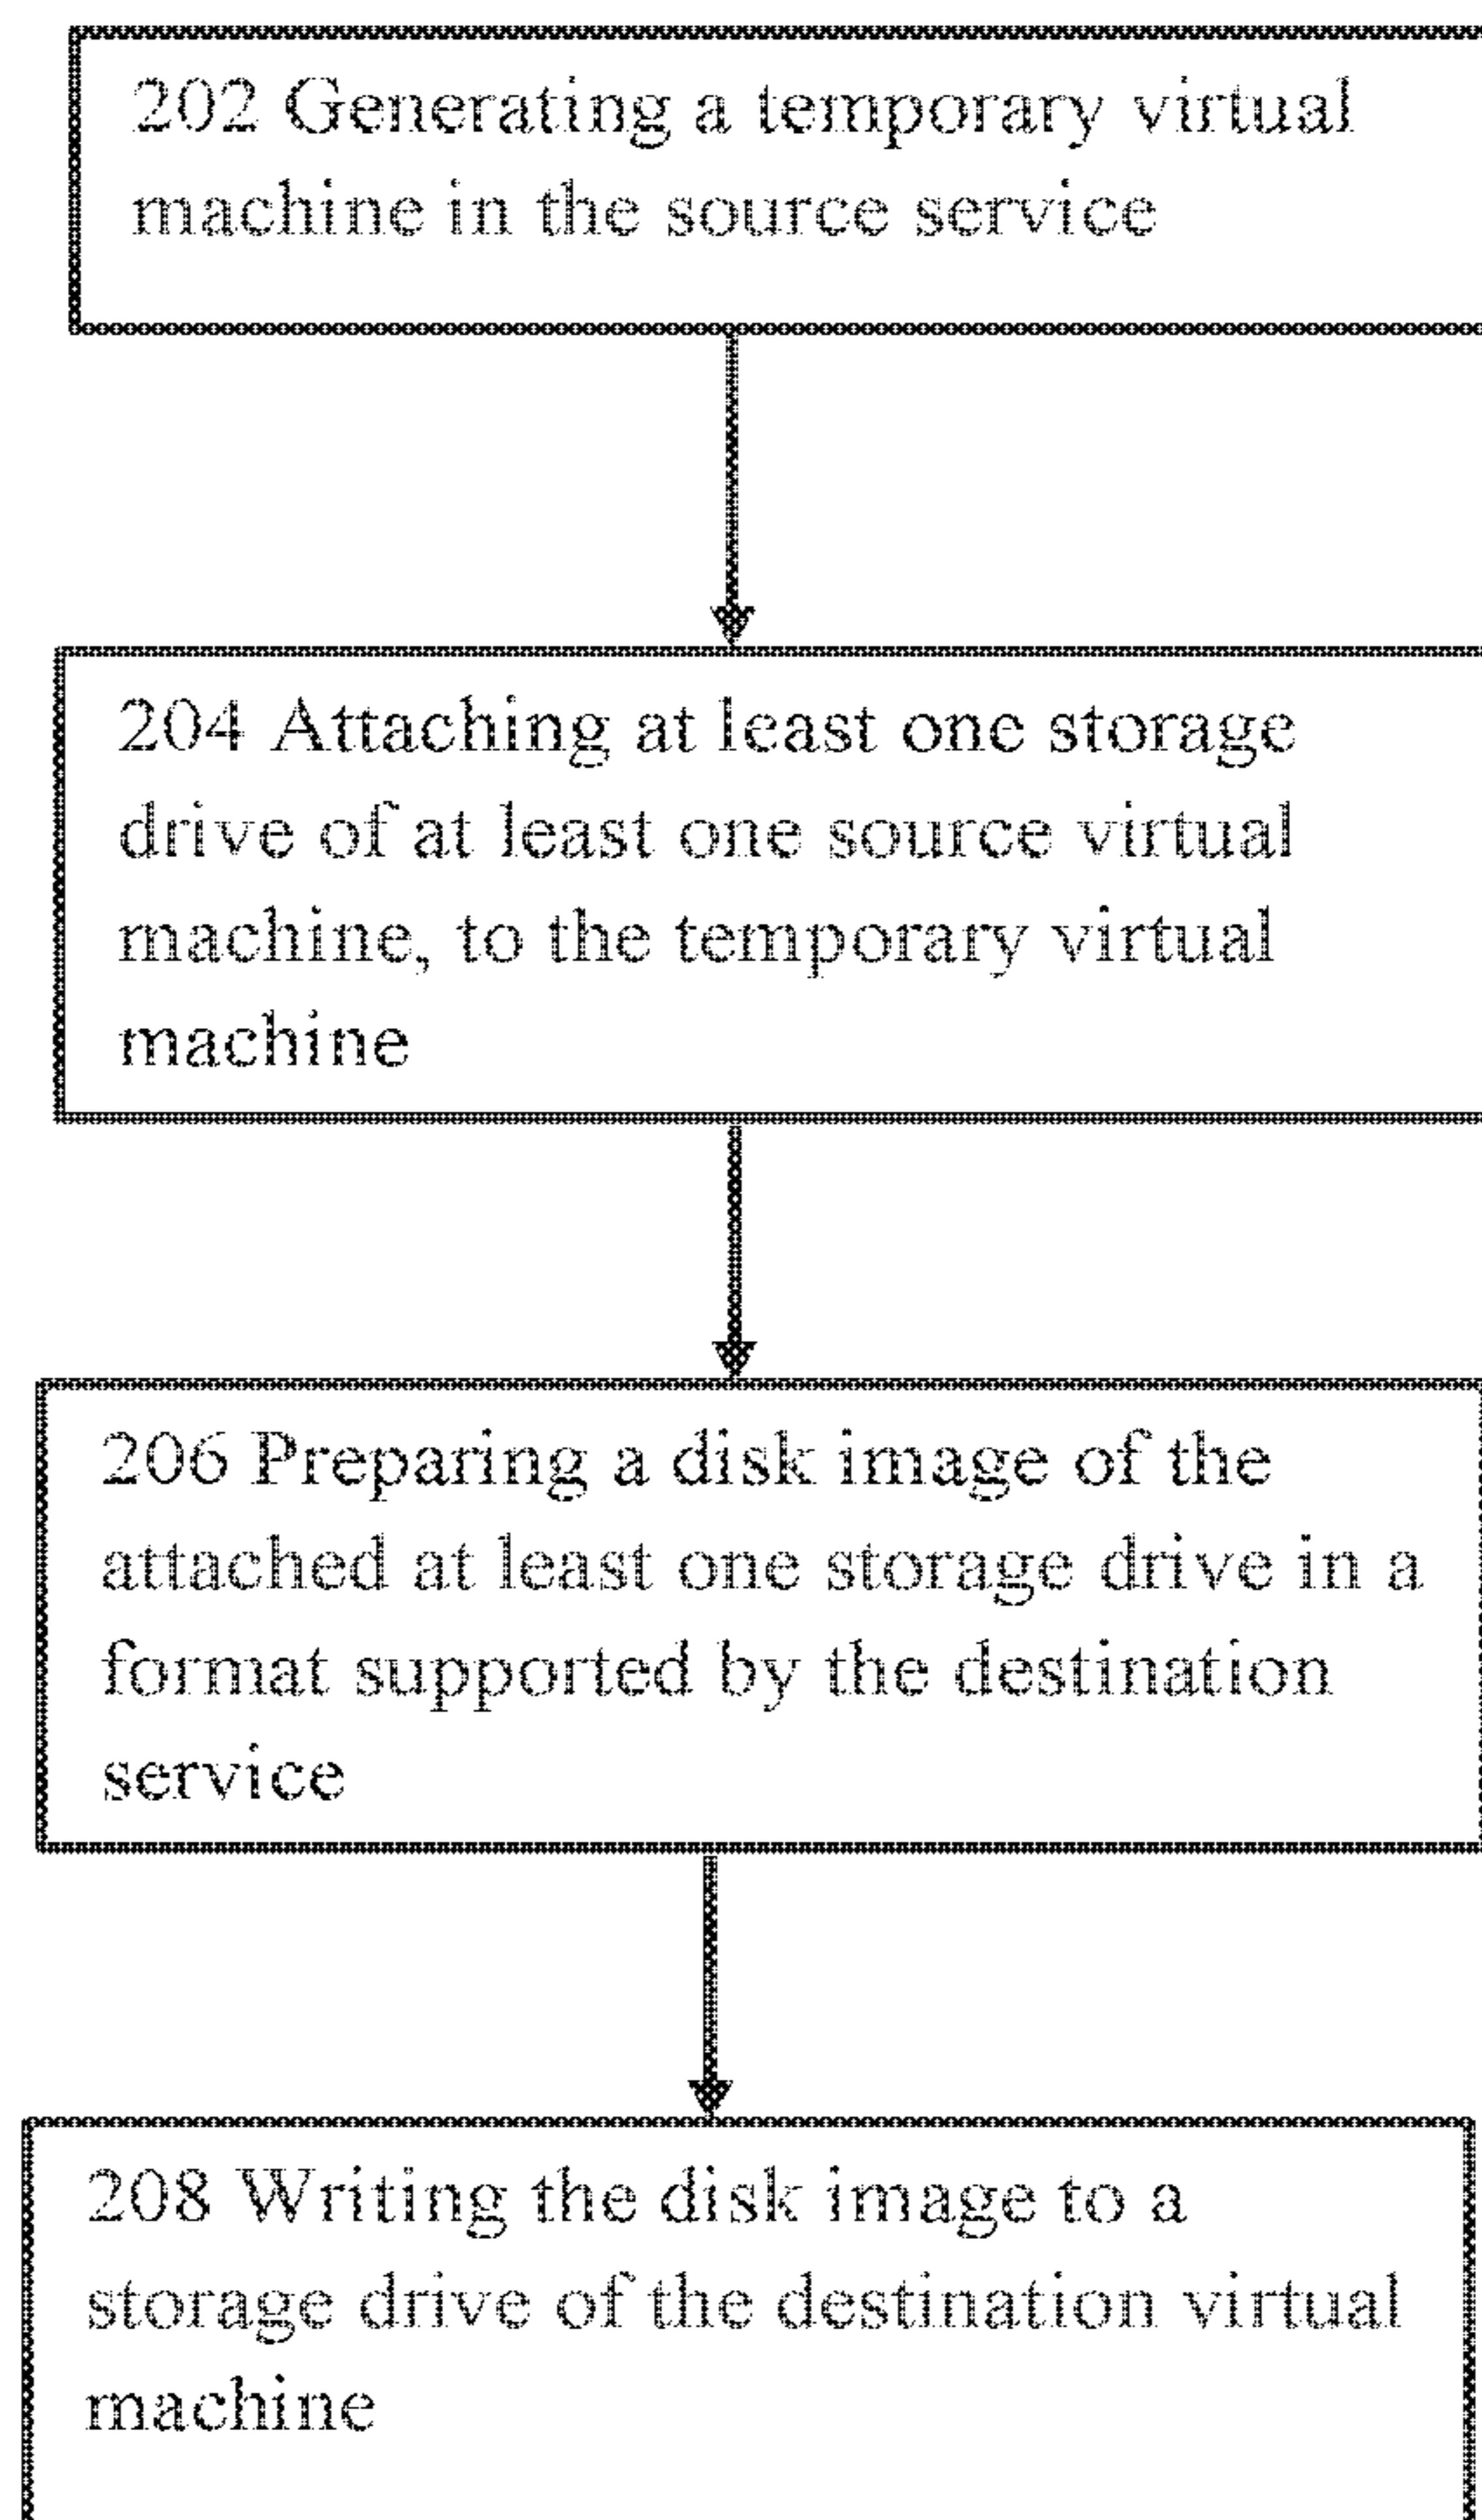 202 Generating a temporary virtual
machine in the source service
204 Attaching at least one storage
drive of at least one source virtual
machine, to the temporary virtual
machine
206 Preparing a disk image of the
attached at least one storage drive in a
format supported by the destination
service
208 Writing the disk image to a
storage drive of the destination virtual
machine